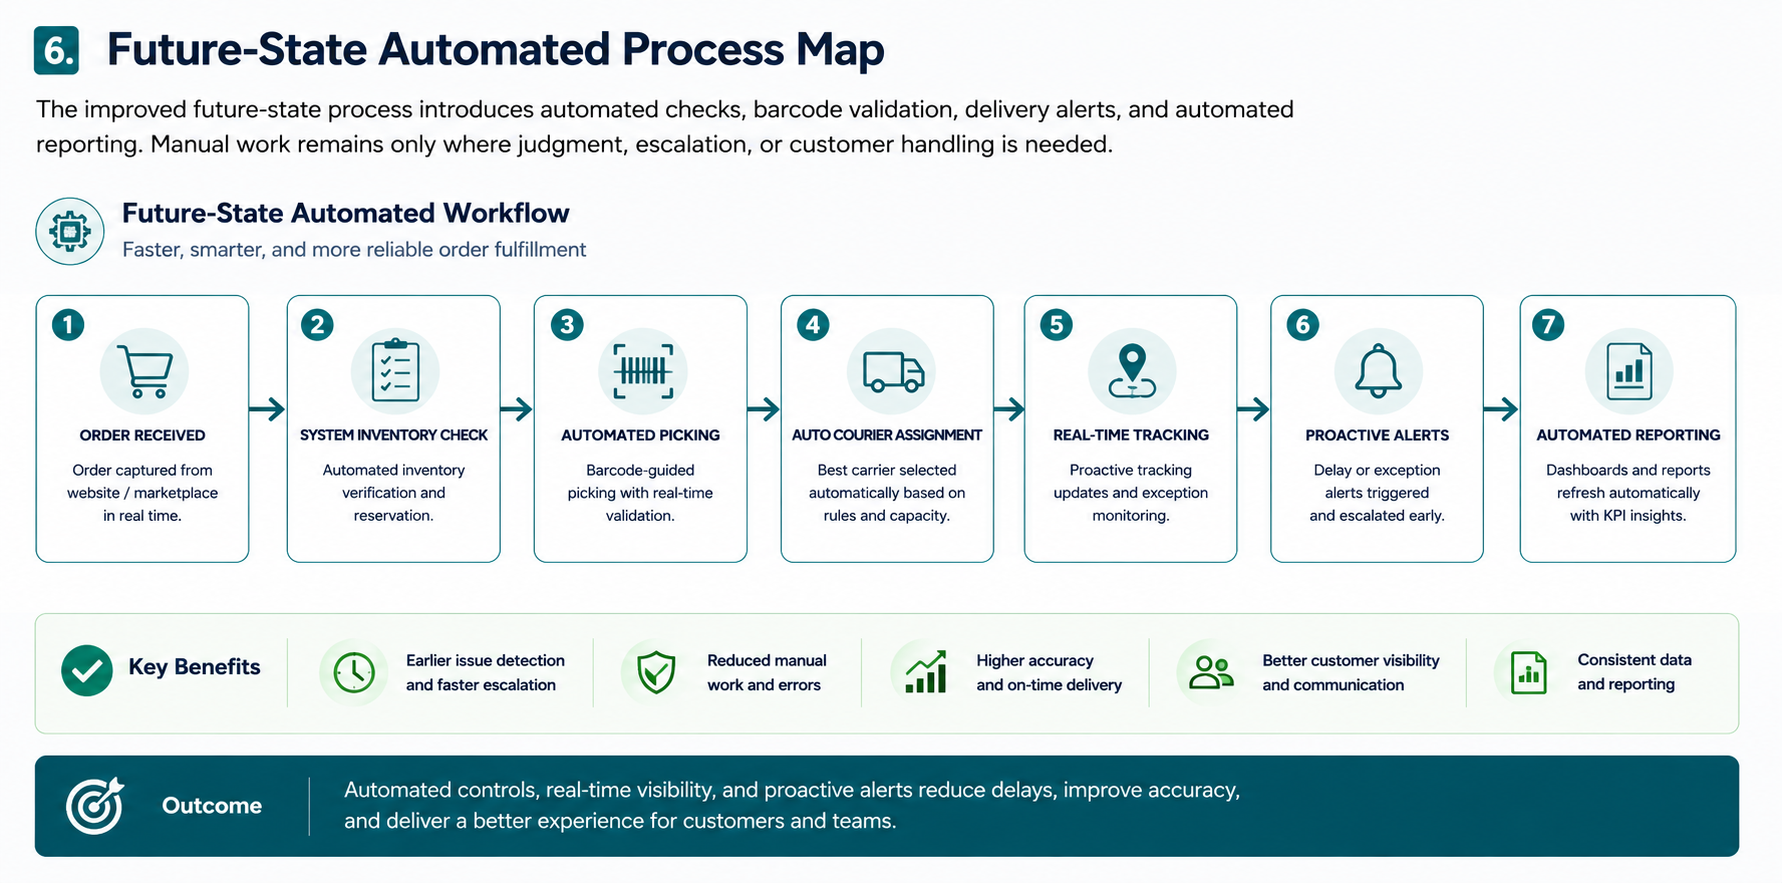 6. Future-State Automated Process Map
The improved future-state process introduces automated checks, barcode validation, delivery alerts, and automated
reporting. Manual work remains only where judgment, escalation, or customer handling is needed.
Future-State Automated Workflow
Faster, smarter, and more reliable order fulfillment
1
ORDER RECEIVED
Order captured from
website / marketplace
in real time.
2
SYSTEM INVENTORY CHECK
Automated inventory
verification and
reservation.
3
AUTOMATED PICKING
Barcode-guided
picking with real-time
validation.
4
AUTO COURIER ASSIGNMENT
Best carrier selected
automatically based on
rules and capacity.
5
REAL-TIME TRACKING
Proactive tracking
updates and exception
monitoring.
6
PROACTIVE ALERTS
Delay or exception
alerts triggered
and escalated early.
7
AUTOMATED REPORTING
Dashboards and reports
refresh automatically
with KPI insights.
Key Benefits
Earlier issue detection
and faster escalation
Reduced manual
work and errors
Higher accuracy
and on-time delivery
Better customer visibility
and communication
Consistent data
and reporting
Outcome
Automated controls, real-time visibility, and proactive alerts reduce delays, improve accuracy,
and deliver a better experience for customers and teams.